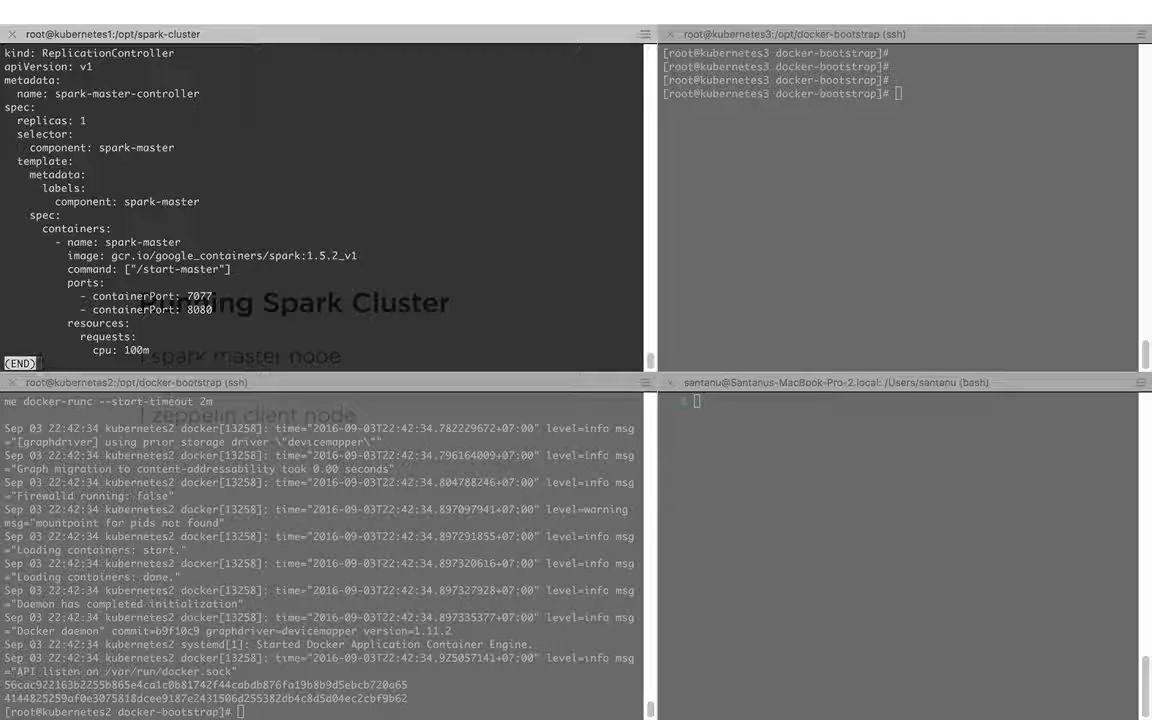 root@kubernetes1:/opt/spark-cluster
kind: ReplicationController
apiVersion: v1
metadata:
  name: spark-master-controller
spec:
  replicas: 1
  selector:
    component: spark-master
  template:
    metadata:
      labels:
        component: spark-master
    spec:
      containers:
        - name: spark-master
          image: gcr.io/google_containers/spark:1.5.2_v1
          command: ["/start-master"]
          ports:
            - containerPort: 7077
            - containerPort: 8080
          resources:
            requests:
              cpu: 100m
(END)
Running Spark Cluster
1 spark master node
1 zeppelin client node
root@kubernetes3:/opt/docker-bootstrap (ssh)
[root@kubernetes3 docker-bootstrap]#
[root@kubernetes3 docker-bootstrap]#
[root@kubernetes3 docker-bootstrap]#
[root@kubernetes3 docker-bootstrap]#
root@kubernetes2:/opt/docker-bootstrap (ssh)
me docker-runc --start-timeout 2m
Sep 03 22:42:34 kubernetes2 docker[13258]: time="2016-09-03T22:42:34.782229672+07:00" level=info msg
="[graphdriver] using prior storage driver \"devicemapper\""
Sep 03 22:42:34 kubernetes2 docker[13258]: time="2016-09-03T22:42:34.796164009+07:00" level=info msg
="Graph migration to content-addressability took 0.00 seconds"
Sep 03 22:42:34 kubernetes2 docker[13258]: time="2016-09-03T22:42:34.804788246+07:00" level=info msg
="Firewalld running: false"
Sep 03 22:42:34 kubernetes2 docker[13258]: time="2016-09-03T22:42:34.897097941+07:00" level=warning
msg="mountpoint for pids not found"
Sep 03 22:42:34 kubernetes2 docker[13258]: time="2016-09-03T22:42:34.897291855+07:00" level=info msg
="Loading containers: start."
Sep 03 22:42:34 kubernetes2 docker[13258]: time="2016-09-03T22:42:34.897320616+07:00" level=info msg
="Loading containers: done."
Sep 03 22:42:34 kubernetes2 docker[13258]: time="2016-09-03T22:42:34.897327928+07:00" level=info msg
="Daemon has completed initialization"
Sep 03 22:42:34 kubernetes2 docker[13258]: time="2016-09-03T22:42:34.897335377+07:00" level=info msg
="Docker daemon" commit=b9f10c9 graphdriver=devicemapper version=1.11.2
Sep 03 22:42:34 kubernetes2 systemd[1]: Started Docker Application Container Engine.
Sep 03 22:42:34 kubernetes2 docker[13258]: time="2016-09-03T22:42:34.925057141+07:00" level=info msg
="API listen on /var/run/docker.sock"
56cac922163b2255b865e4ca1c0b81742f44cabdb876fa19b8b9d5ebcb720a65
4144825259af0e3075818dcee9187e2431506d255382db4c8d5d04ec2cbf9b62
[root@kubernetes2 docker-bootstrap]#
santanu@Santanus-MacBook-Pro-2.local: /Users/santanu (bash)